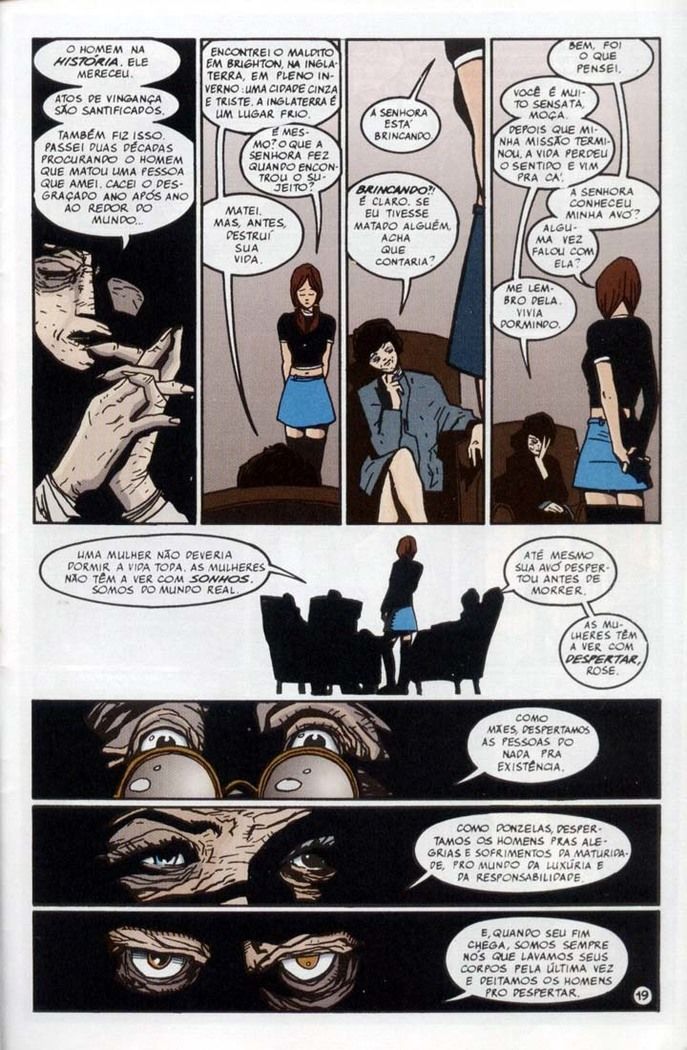 O HOMEM NA
HISTÓRIA. ELE
MERECEU.
ATOS DE VINGANÇA
SÃO SANTIFICADOS.
TAMBÉM FIZ ISSO.
PASSEI DUAS DÉCADAS
PROCURANDO O HOMEM
QUE MATOU UMA PESSOA
QUE AMEI. CACEI O DES-
GRAÇADO ANO APÓS ANO
AO REDOR DO
MUNDO...
ENCONTREI O MALDITO
EM BRIGHTON, NA INGLA-
TERRA, EM PLENO IN-
VERNO: UMA CIDADE CINZA
E TRISTE. A INGLATERRA É
UM LUGAR FRIO.
É MES-
MO? O QUE A
SENHORA FEZ
QUANDO ENCON-
TROU O SU-
JEITO?
MATEI.
MAS, ANTES,
DESTRUÍ
SUA
VIDA.
A SENHORA
ESTÁ
BRINCANDO.
BRINCANDO?!
É CLARO. SE
EU TIVESSE
MATADO ALGUÉM,
ACHA
QUE
CONTARIA?
BEM, FOI
O QUE
PENSEI.
VOCÊ É MUI-
TO SENSATA,
MOÇA.
DEPOIS QUE MI-
NHA MISSÃO TERMI-
NOU, A VIDA PERDEU
O SENTIDO E VIM
PRA CÁ.
A SENHORA
CONHECEU
MINHA AVÓ?
ALGU-
MA VEZ
FALOU COM
ELA?
ME LEM-
BRO DELA.
VIVIA
DORMINDO.
UMA MULHER NÃO DEVERIA
DORMIR A VIDA TODA. AS MULHERES
NÃO TÊM A VER COM SONHOS.
SOMOS DO MUNDO REAL.
ATÉ MESMO
SUA AVÓ DESPER-
TOU ANTES DE
MORRER.
AS MU-
LHERES TÊM
A VER COM
DESPERTAR,
ROSE.
COMO
MÃES, DESPERTAMOS
AS PESSOAS DO
NADA PRA
EXISTÊNCIA.
COMO DONZELAS, DESPER-
TAMOS OS HOMENS PRAS ALE-
GRIAS E SOFRIMENTOS DA MATURIDA-
DE, PRO MUNDO DA LUXÚRIA E
DA RESPONSABILIDADE.
E, QUANDO SEU FIM
CHEGA, SOMOS SEMPRE
NÓS QUE LAVAMOS SEUS
CORPOS PELA ÚLTIMA VEZ
E DEITAMOS OS HOMENS
PRO DESPERTAR.
19